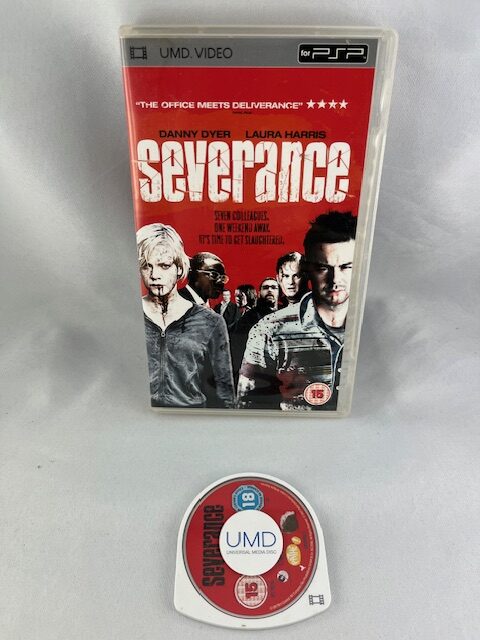 UMD. VIDEO
for PSP
"THE OFFICE MEETS DELIVERANCE" ★★★★
DANNY DYER LAURA HARRIS
severance
SEVEN COLLEAGUES.
ONE WEEKEND AWAY.
IT'S TIME TO GET SLAUGHTERED.
15
severance
18
UMD
UNIVERSAL MEDIA DISC
15